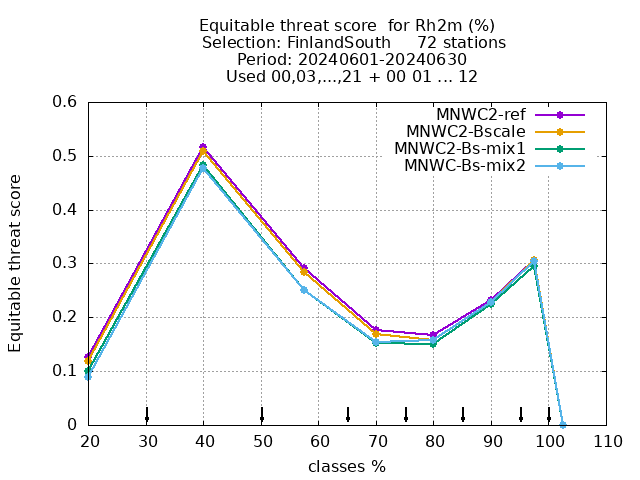 Equitable threat score  for Rh2m (%)
Selection: FinlandSouth     72 stations
Period: 20240601-20240630
Used 00,03,...,21 + 00 01 ... 12
MNWC2-ref
MNWC2-Bscale
MNWC2-Bs-mix1
MNWC-Bs-mix2
Equitable threat score
0.6
0.5
0.4
0.3
0.2
0.1
0
20 30 40 50 60 70 80 90 100 110
classes %